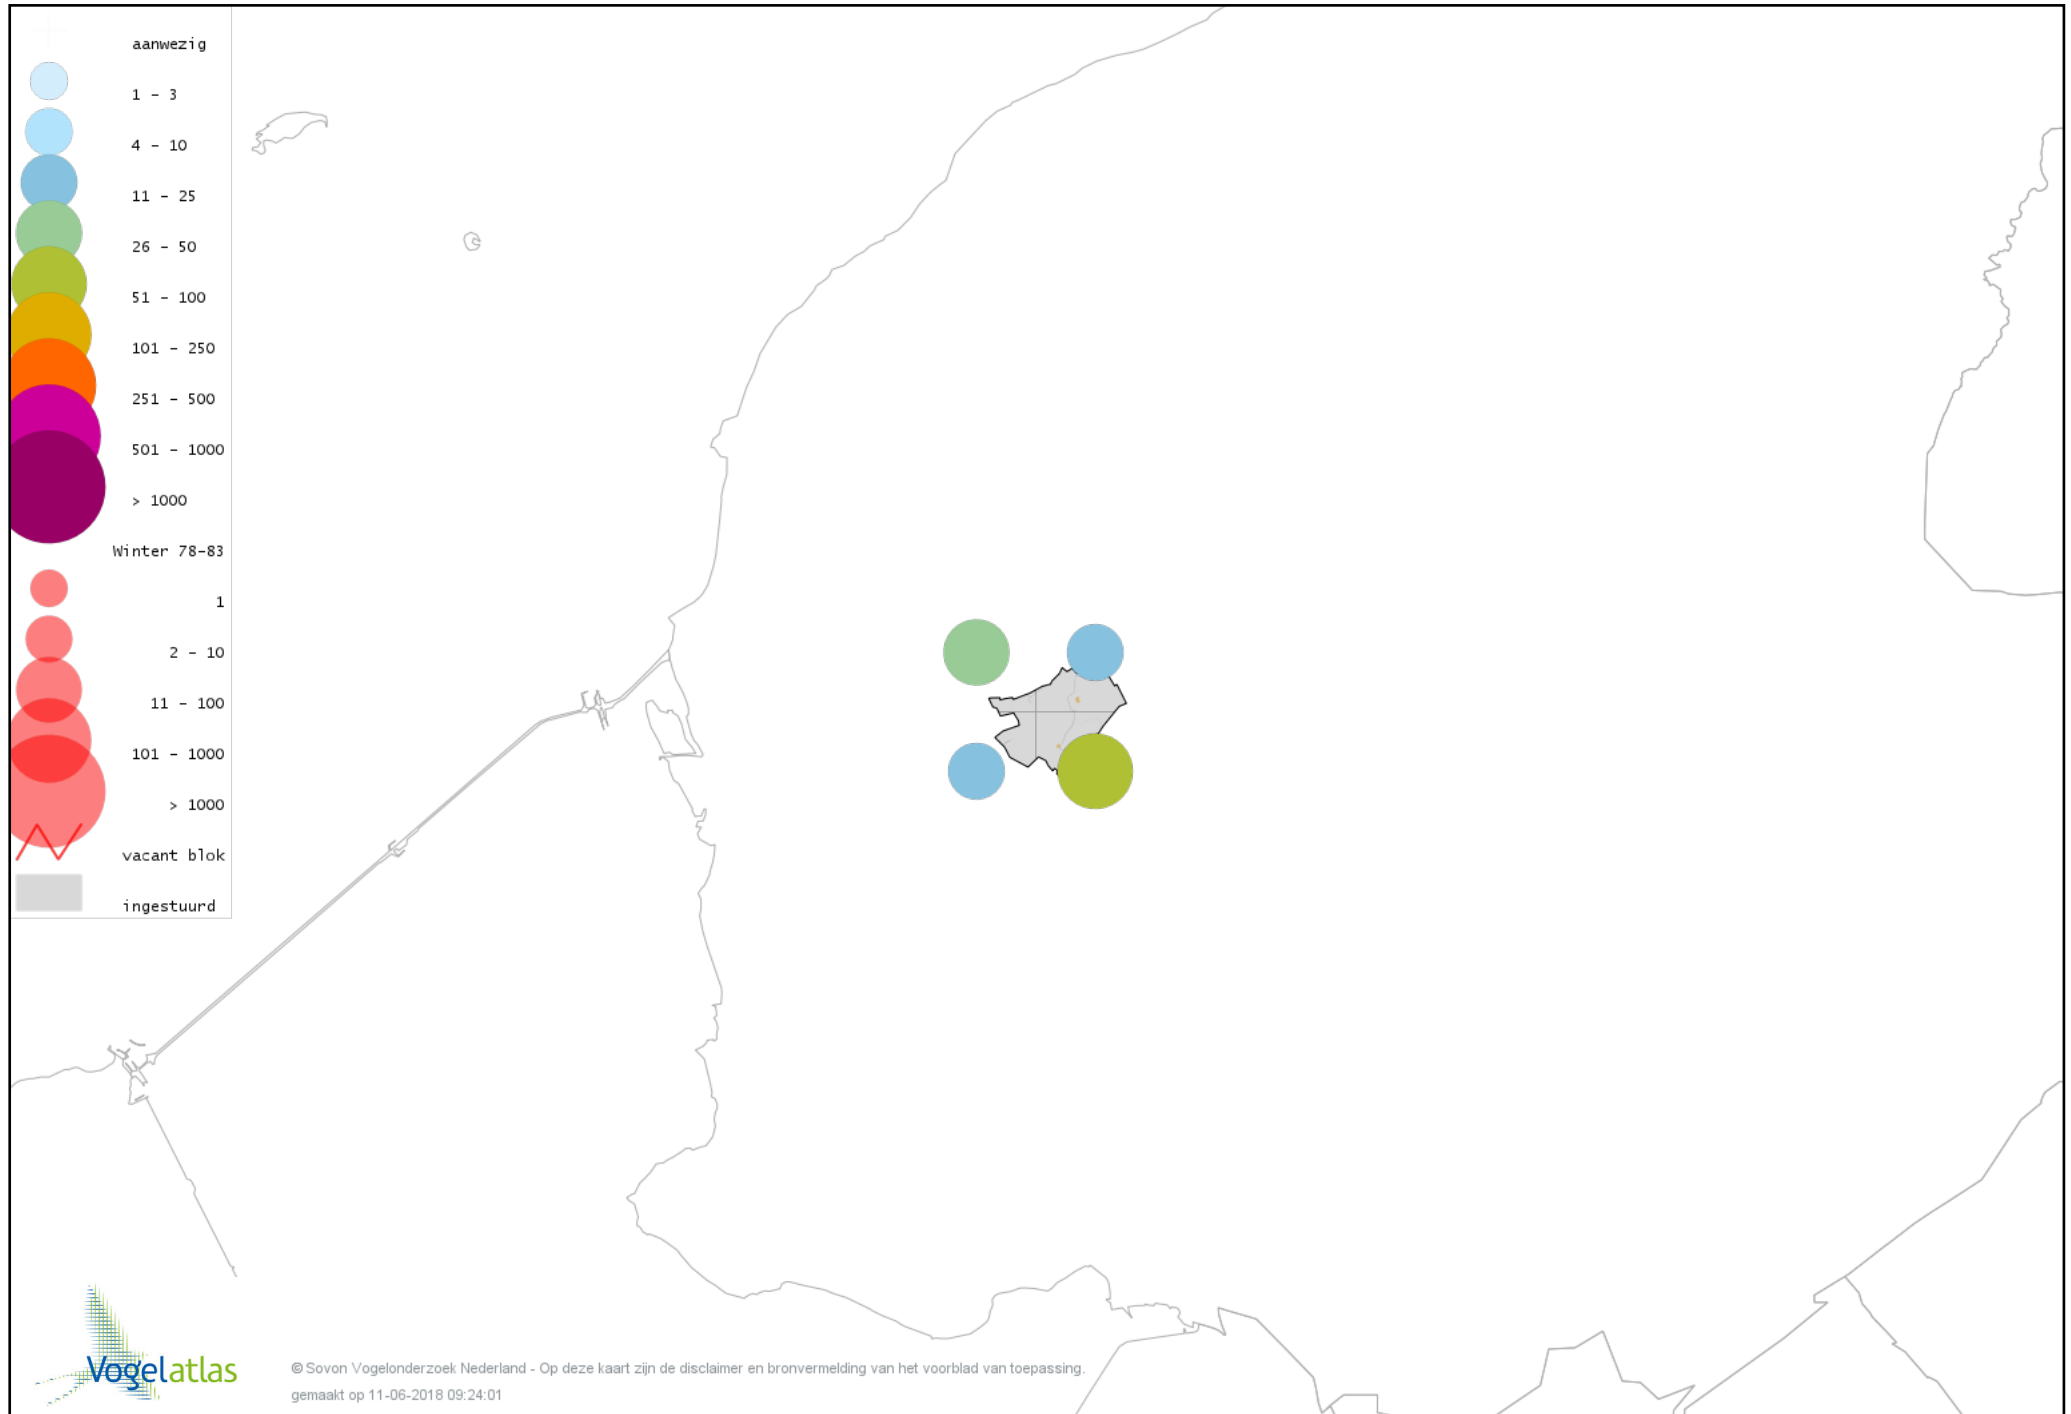 aanwezig
1 - 3
4 - 10
11 - 25
26 - 50
51 - 100
101 - 250
251 - 500
501 - 1000
> 1000
Winter 78-83
1
2 - 10
11 - 100
101 - 1000
> 1000
vacant blok
ingestuurd
Vogelatlas
© Sovon Vogelonderzoek Nederland - Op deze kaart zijn de disclaimer en bronvermelding van het voorblad van toepassing.
gemaakt op 11-06-2018 09:24:01